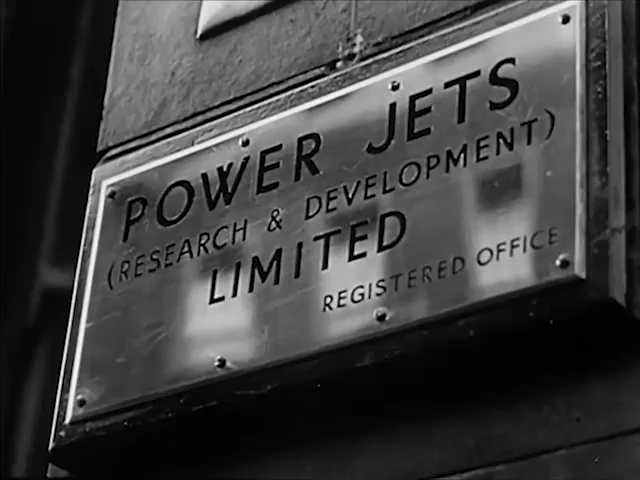 POWER JETS
(RESEARCH & DEVELOPMENT)
LIMITED
REGISTERED OFFICE